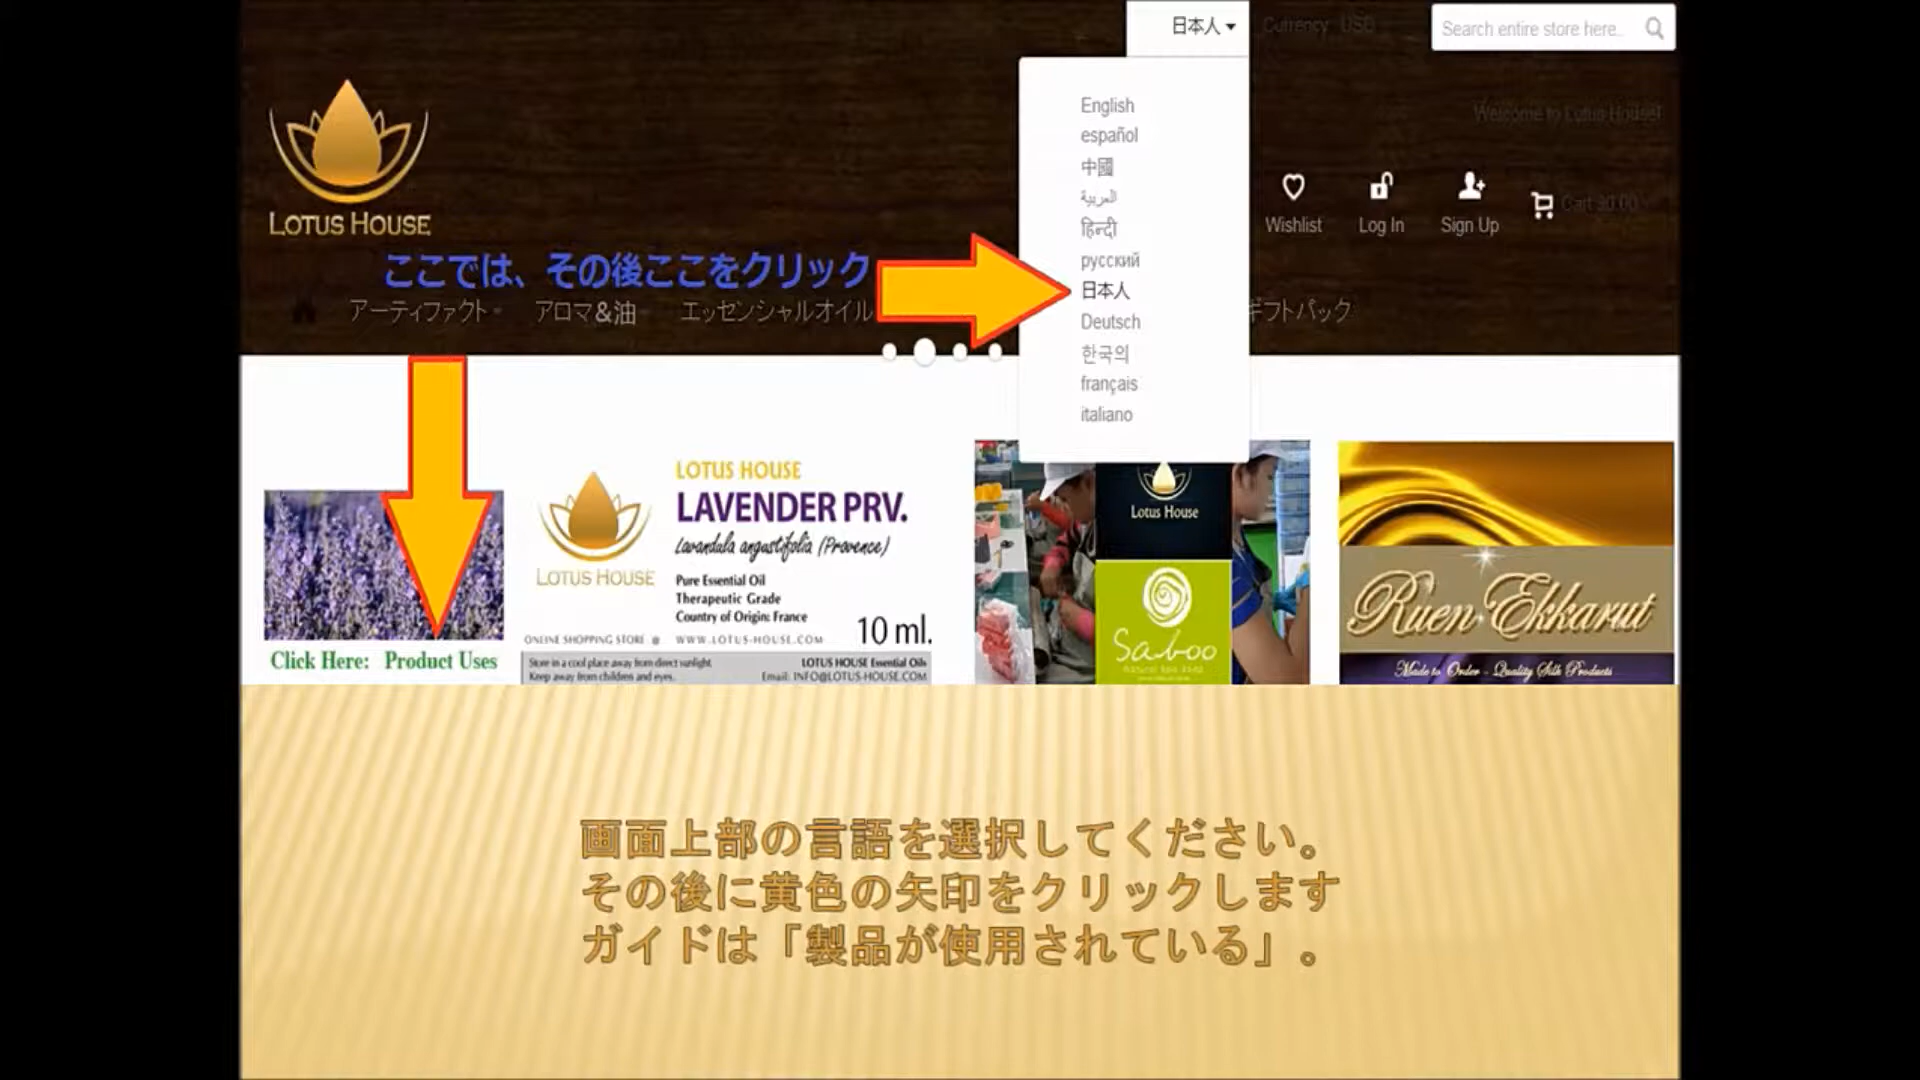 日本人
Currency USD
Search entire store here..
English
español
中國
العربية
हिन्दी
русский
日本人
Deutsch
한국의
français
italiano
Welcome to Lotus House!
Wishlist
Log In
Sign Up
Cart $0.00
LOTUS HOUSE
ここでは、その後ここをクリック
アーティファクト
アロマ&油
エッセンシャルオイル
ギフトパック
Click Here: Product Uses
LOTUS HOUSE
LOTUS HOUSE
LAVENDER PRV.
Lavandula angustifolia (Provence)
Pure Essential Oil
Therapeutic Grade
Country of Origin: France
10 ml.
ONLINE SHOPPING STORE @ WWW.LOTUS-HOUSE.COM
Store in a cool place away from direct sunlight.
Keep away from children and eyes.
LOTUS HOUSE Essential Oils
Email: INFO@LOTUS-HOUSE.COM
Lotus House
Saboo
Ruen Ekkarut
Made to Order - Quality Silk Products
画面上部の言語を選択してください。
その後に黄色の矢印をクリックします
ガイドは「製品が使用されている」。